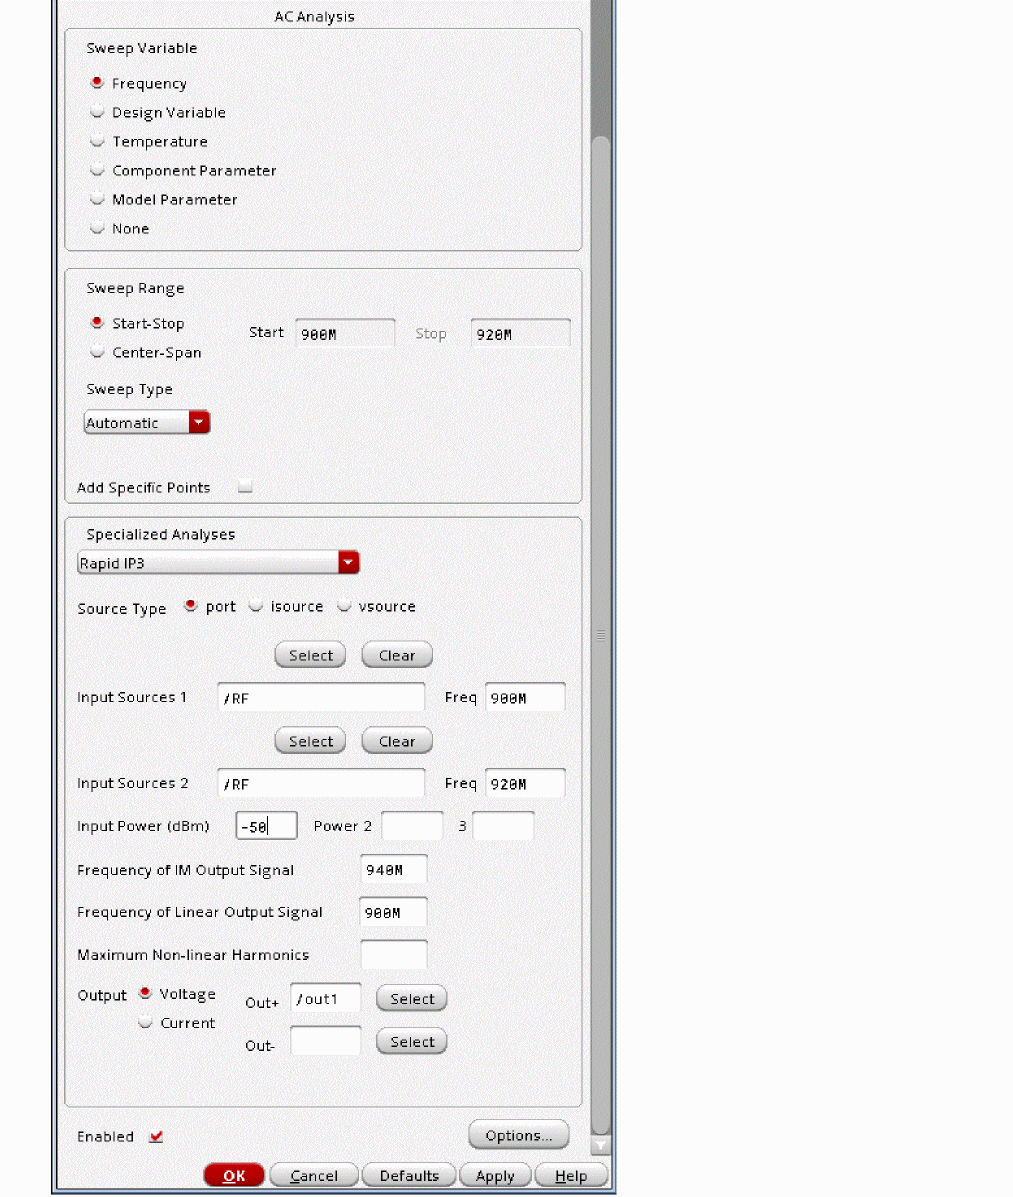 AC Analysis
Sweep Variable
Frequency
Design Variable
Temperature
Component Parameter
Model Parameter
None
Sweep Range
Start-Stop Start 900M Stop 920M
Center-Span
Sweep Type
Automatic
Add Specific Points
Specialized Analyses
Rapid IP3
Source Type port isource vsource
Select Clear
Input Sources 1 /RF Freq 900M
Select Clear
Input Sources 2 /RF Freq 920M
Input Power (dBm) -50 Power 2 3
Frequency of IM Output Signal 940M
Frequency of Linear Output Signal 900M
Maximum Non-linear Harmonics
Output Voltage Out+ /out1 Select
Current
Out- Select
Enabled Options...
OK Cancel Defaults Apply Help